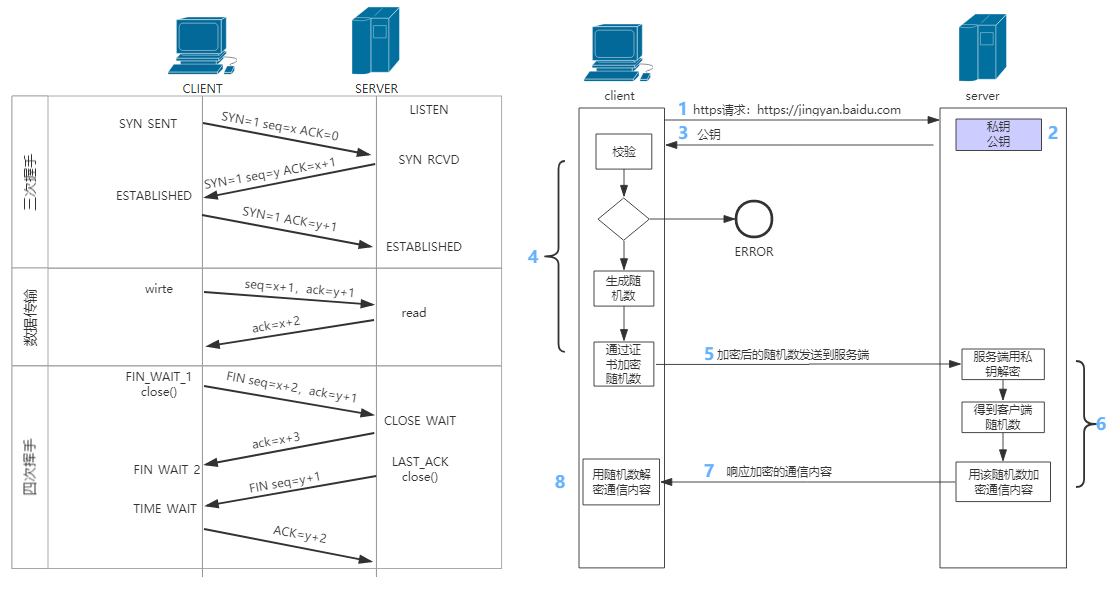 CLIENT
SERVER
三次握手
LISTEN
SYN SENT
SYN=1 seq=x ACK=0
SYN RCVD
SYN=1 seq=y ACK=x+1
ESTABLISHED
SYN=1 ACK=y+1
ESTABLISHED
数据传输
wirte
seq=x+1，ack=y+1
read
ack=x+2
四次挥手
FIN_WAIT_1
close()
FIN seq=x+2，ack=y+1
CLOSE WAIT
ack=x+3
FIN WAIT 2
LAST_ACK
close()
FIN seq=y+1
TIME WAIT
ACK=y+2
client
server
1 https请求：https://jingyan.baidu.com
私钥
公钥
2
3 公钥
校验
ERROR
4
生成随
机数
通过证
书加密
随机数
5 加密后的随机数发送到服务端
服务端用私
钥解密
得到客户端
随机数
6
用该随机数加
密通信内容
7 响应加密的通信内容
8
用随机数解
密通信内容